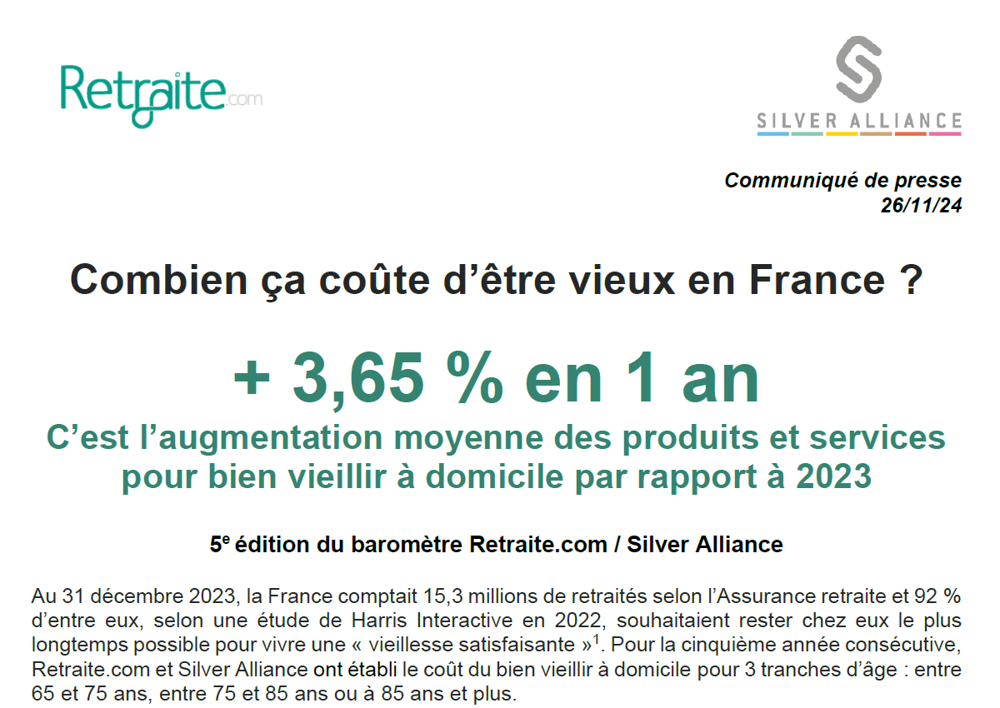 Retraite.com
SILVER ALLIANCE
Communiqué de presse
26/11/24
Combien ça coûte d’être vieux en France ?
+ 3,65 % en 1 an
C’est l’augmentation moyenne des produits et services
pour bien vieillir à domicile par rapport à 2023
5e édition du baromètre Retraite.com / Silver Alliance
Au 31 décembre 2023, la France comptait 15,3 millions de retraités selon l’Assurance retraite et 92 %
d’entre eux, selon une étude de Harris Interactive en 2022, souhaitaient rester chez eux le plus
longtemps possible pour vivre une « vieillesse satisfaisante »1. Pour la cinquième année consécutive,
Retraite.com et Silver Alliance ont établi le coût du bien vieillir à domicile pour 3 tranches d’âge : entre
65 et 75 ans, entre 75 et 85 ans ou à 85 ans et plus.